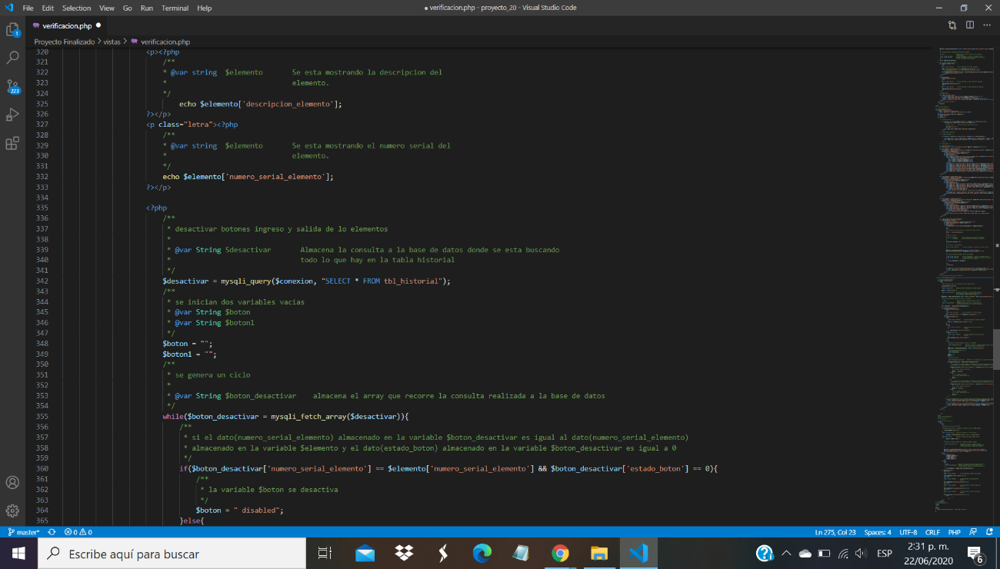 File Edit Selection View Go Run Terminal Help
● verificacion.php - proyecto_20 - Visual Studio Code
verificacion.php ●
Proyecto Finalizado > vistas > verificacion.php
320 <p><?php
321 /**
322 * @var string $elemento Se esta mostrando la descripcion del
323 * elemento.
324 */
325 echo $elemento['descripcion_elemento'];
326 ?></p>
327 <p class="letra"><?php
328 /**
329 * @var string $elemento Se esta mostrando el numero serial del
330 * elemento.
331 */
332 echo $elemento['numero_serial_elemento'];
333 ?></p>
334
335 <?php
336 /**
337 * desactivar botones ingreso y salida de lo elementos
338 *
339 * @var String Sdesactivar Almacena la consulta a la base de datos donde se esta buscando
340 * todo lo que hay en la tabla historial
341 */
342 $desactivar = mysqli_query($conexion, "SELECT * FROM tbl_historial");
343 /**
344 * se inician dos variables vacias
345 * @var String $boton
346 * @var String $boton1
347 */
348 $boton = "";
349 $boton1 = "";
350 /**
351 * se genera un ciclo
352 *
353 * @var String $boton_desactivar almacena el array que recorre la consulta realizada a la base de datos
354 */
355 while($boton_desactivar = mysqli_fetch_array($desactivar)){
356 /**
357 * si el dato(numero_serial_elemento) almacenado en la variable $boton_desactivar es igual al dato(numero_serial_elemento)
358 * almacenado en la variable $elemento y el dato(estado_boton) almacenado en la variable $boton_desactivar es igual a 0
359 */
360 if($boton_desactivar['numero_serial_elemento'] == $elemento['numero_serial_elemento'] && $boton_desactivar['estado_boton'] == 0){
361 /**
362 * la variable $boton se desactiva
363 */
364 $boton = " disabled";
365 }else{
1
223
master* 0 0
Ln 275, Col 23 Spaces: 4 UTF-8 CRLF PHP
Escribe aquí para buscar
ESP
2:31 p. m.
22/06/2020
6